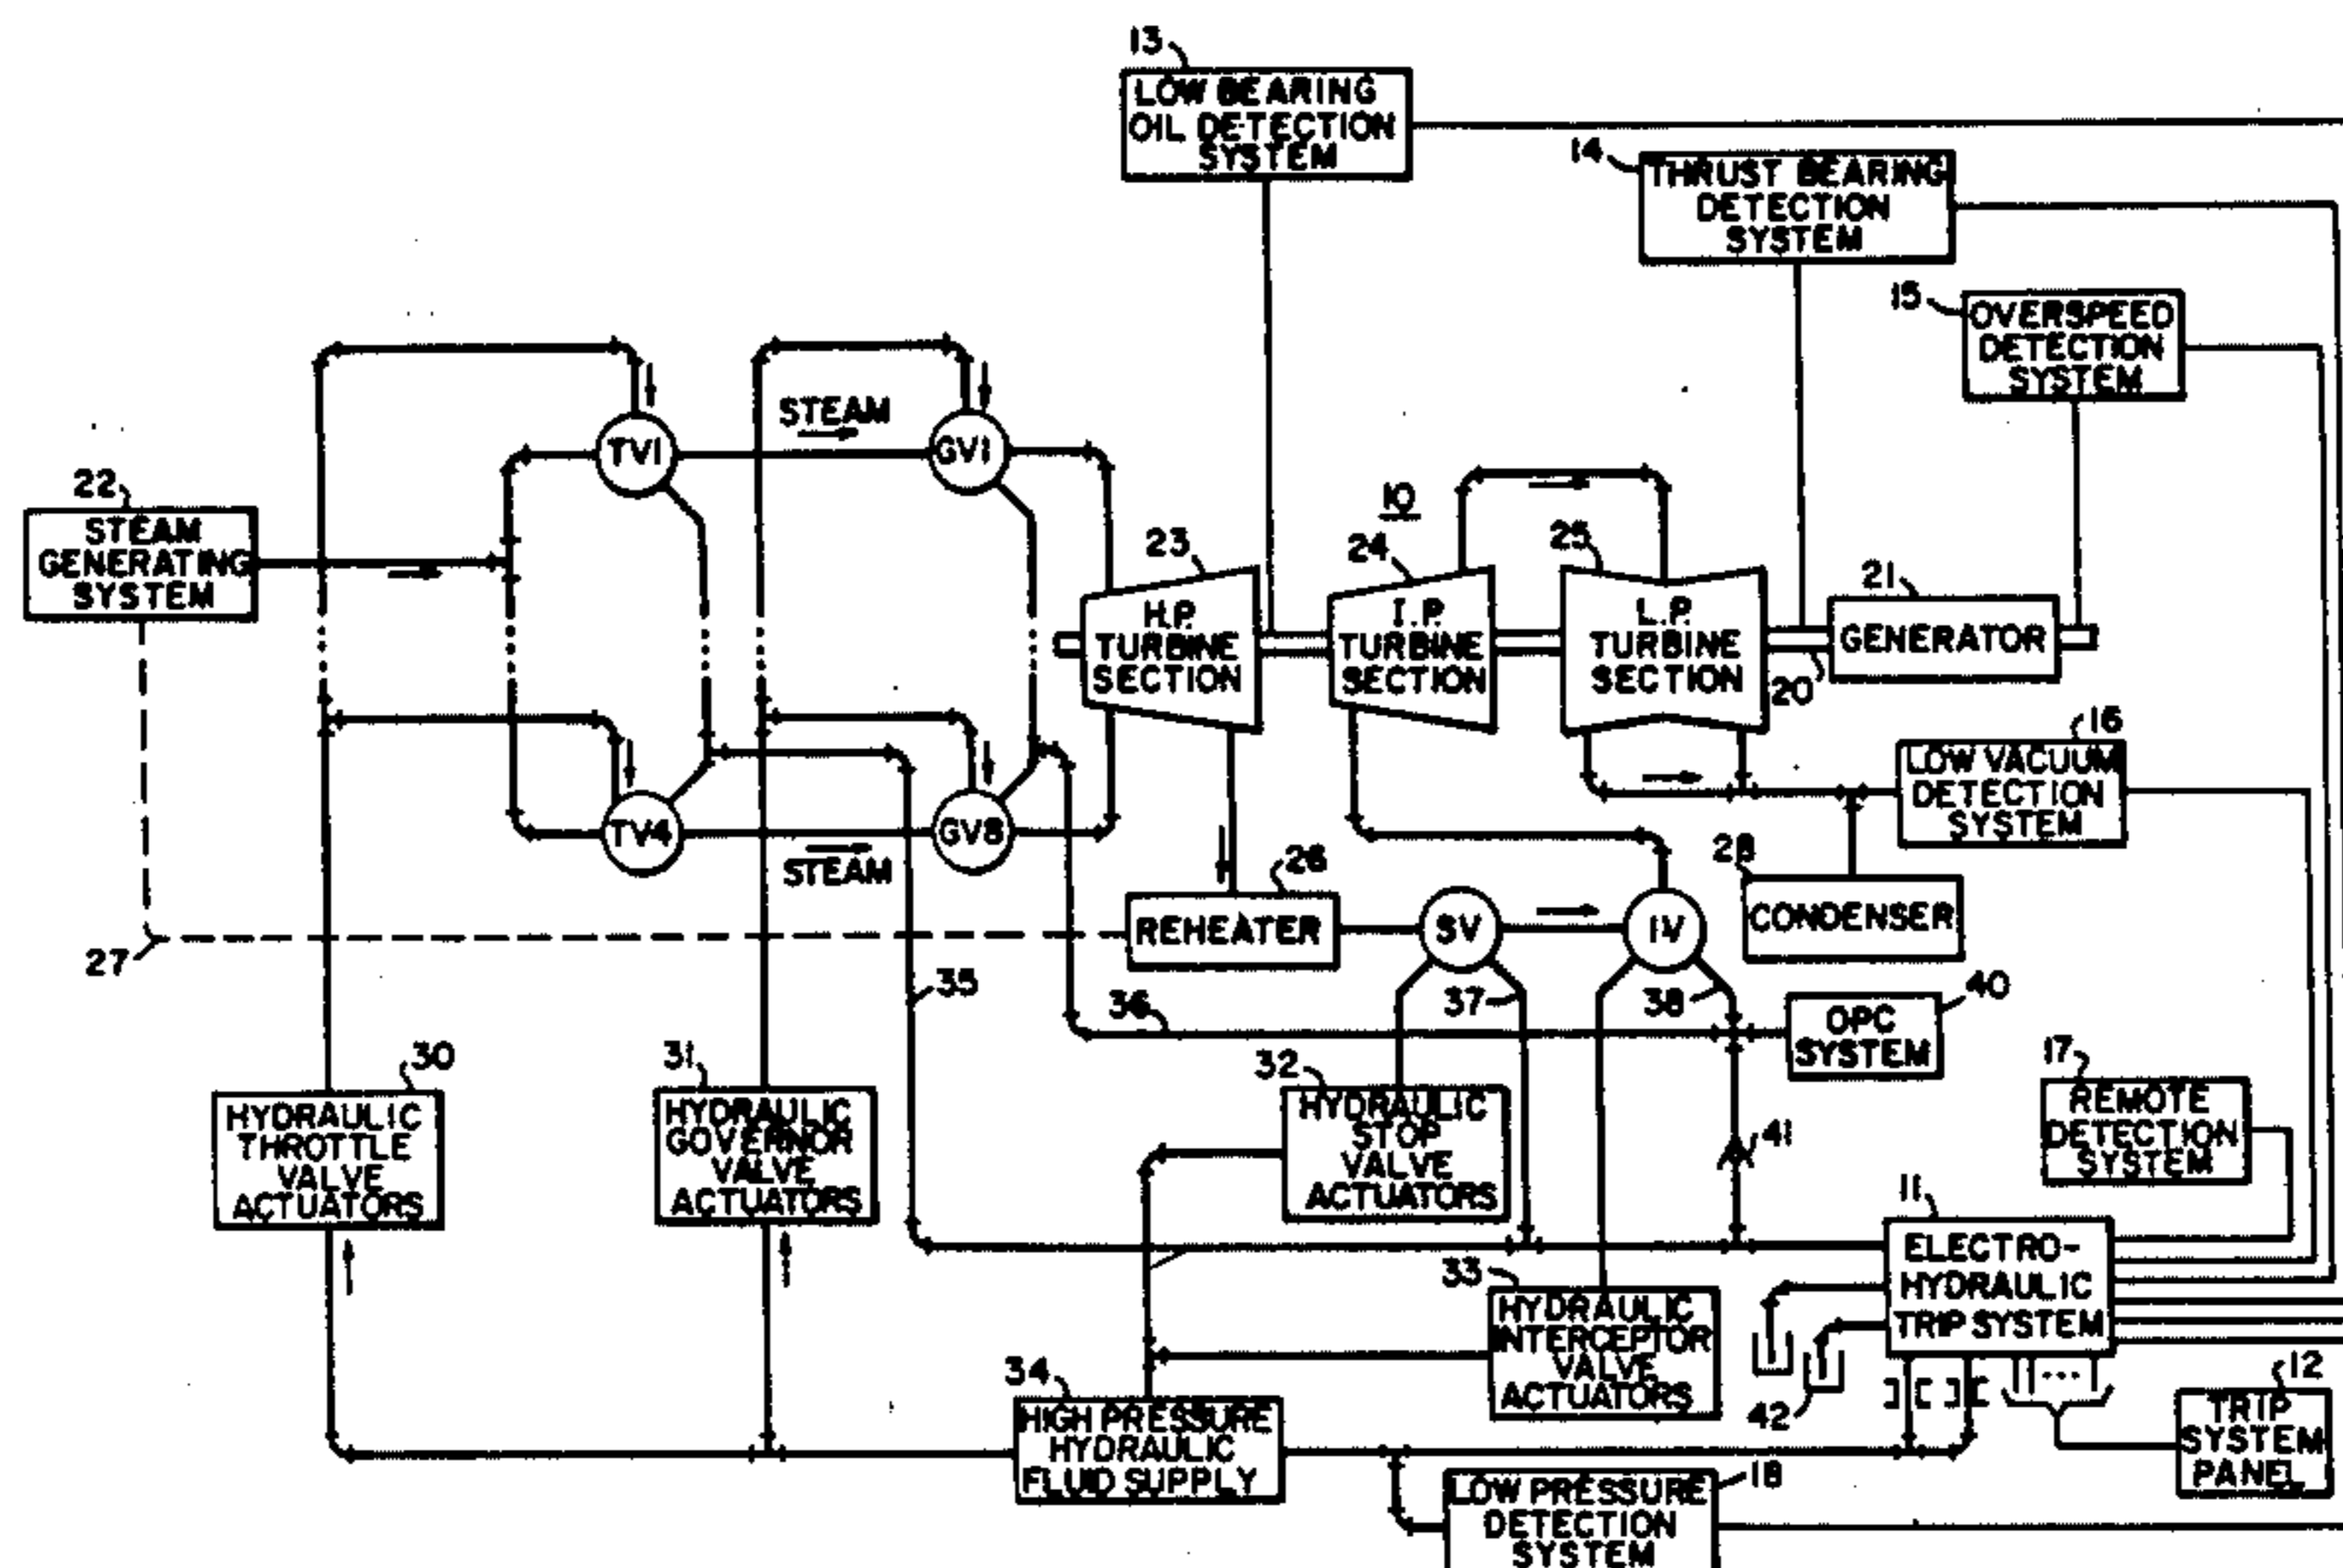 13
LOW BEARING
OIL DETECTION
SYSTEM
14
THRUST BEARING
DETECTION
SYSTEM
15
OVERSPEED
DETECTION
SYSTEM
STEAM
TV1
GV1
22
STEAM
GENERATING
SYSTEM
10
23
H.P.
TURBINE
SECTION
24
I.P.
TURBINE
SECTION
25
L.P.
TURBINE
SECTION
21
GENERATOR
20
16
LOW VACUUM
DETECTION
SYSTEM
TV4
GV8
STEAM
26
REHEATER
SV
IV
28
CONDENSER
27
35
36
37
38
40
OPC
SYSTEM
17
REMOTE
DETECTION
SYSTEM
30
HYDRAULIC
THROTTLE
VALVE
ACTUATORS
31
HYDRAULIC
GOVERNOR
VALVE
ACTUATORS
32
HYDRAULIC
STOP
VALVE
ACTUATORS
41
11
ELECTRO-
HYDRAULIC
TRIP SYSTEM
33
HYDRAULIC
INTERCEPTOR
VALVE
ACTUATORS
34
HIGH PRESSURE
HYDRAULIC
FLUID SUPPLY
42
12
TRIP
SYSTEM
PANEL
18
LOW PRESSURE
DETECTION
SYSTEM